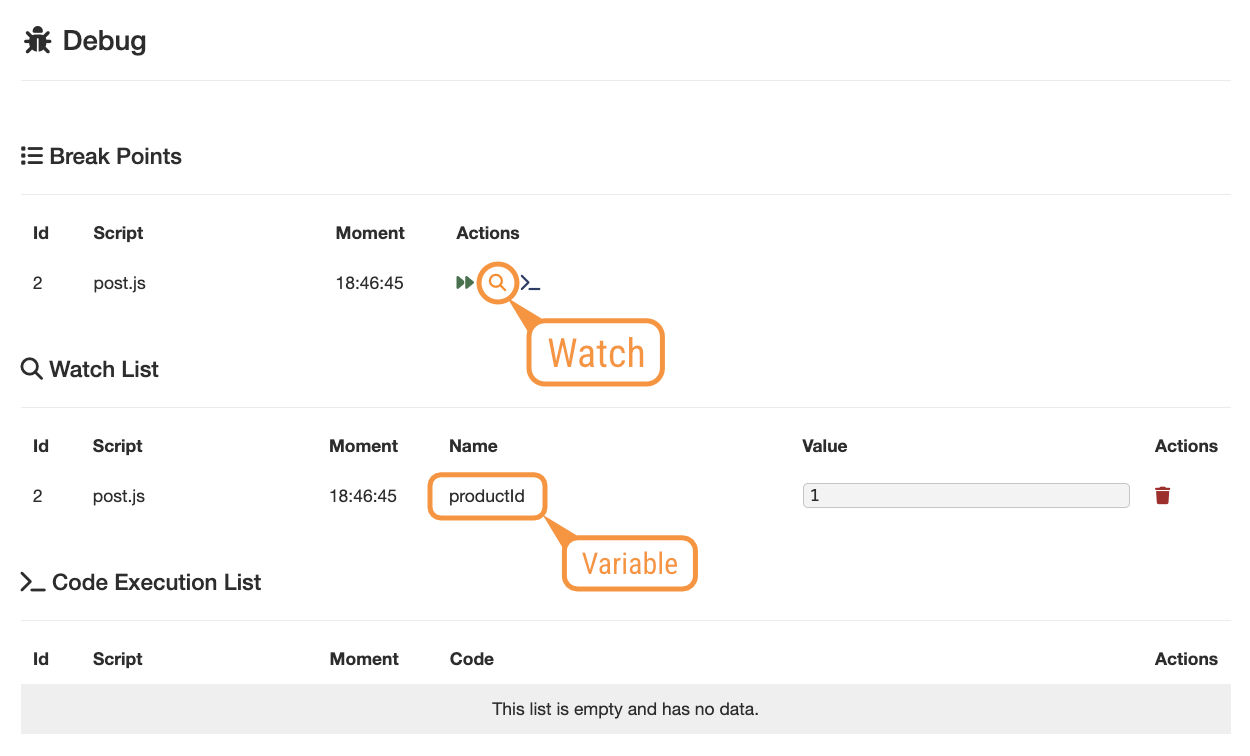 Debug
Break Points
Id Script Moment Actions
2 post.js 18:46:45
Watch
Watch List
Id Script Moment Name Value Actions
2 post.js 18:46:45 productId 1
Variable
Code Execution List
Id Script Moment Code Actions
This list is empty and has no data.